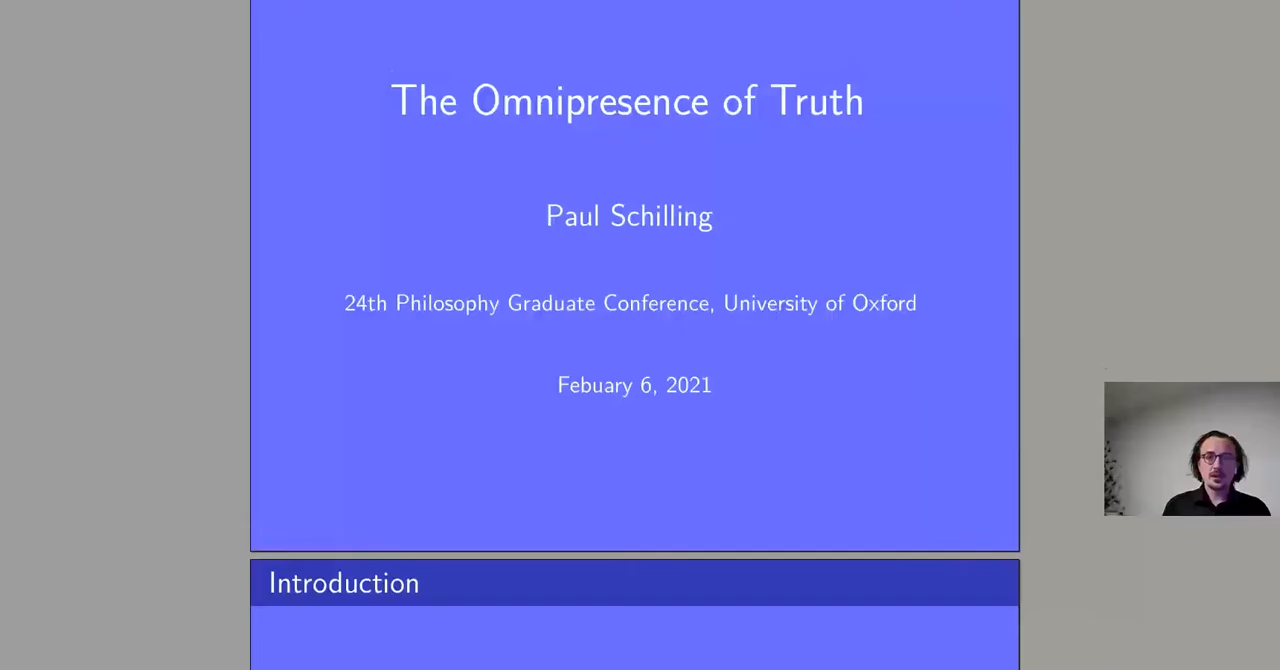 The Omnipresence of Truth
Paul Schilling
24th Philosophy Graduate Conference, University of Oxford
Febuary 6, 2021
Introduction